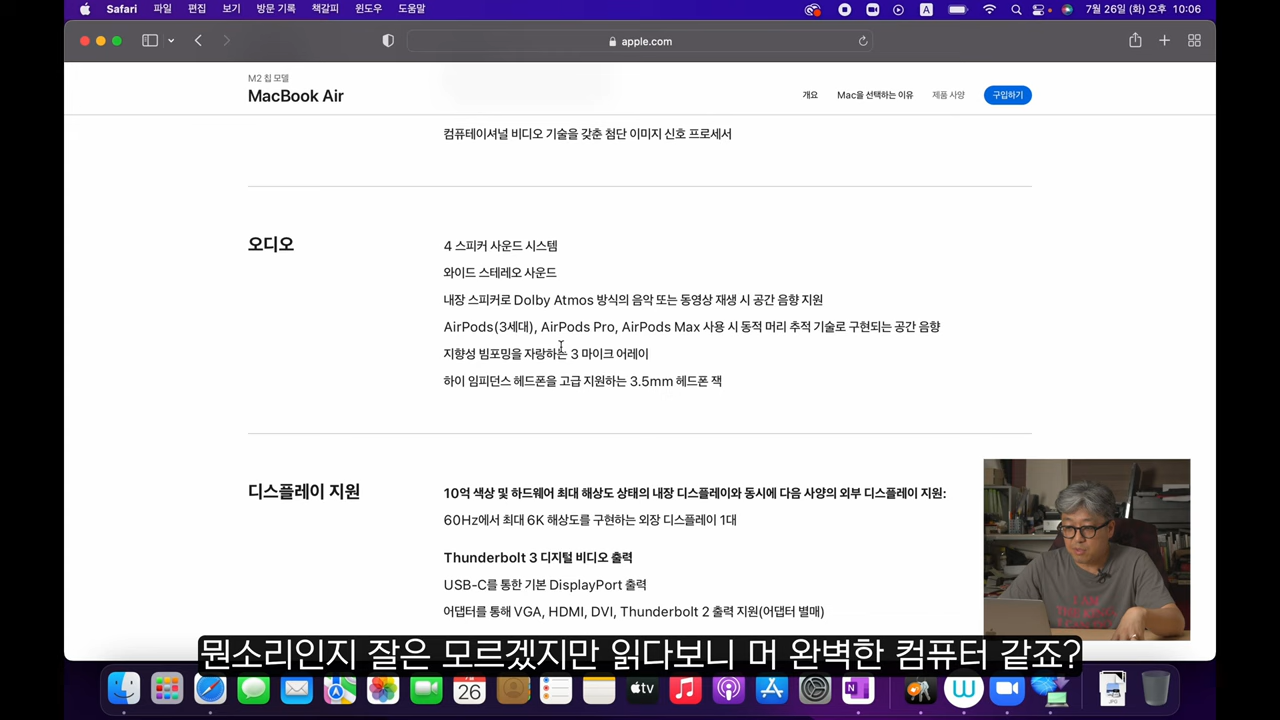 Safari 파일 편집 보기 방문 기록 책갈피 윈도우 도움말 A 7월 26일 (화) 오후 10:06
apple.com
M2 칩 모델
MacBook Air
개요 Mac을 선택하는 이유 제품 사양 구입하기
컴퓨테이셔널 비디오 기술을 갖춘 첨단 이미지 신호 프로세서
오디오
4 스피커 사운드 시스템
와이드 스테레오 사운드
내장 스피커로 Dolby Atmos 방식의 음악 또는 동영상 재생 시 공간 음향 지원
AirPods(3세대), AirPods Pro, AirPods Max 사용 시 동적 머리 추적 기술로 구현되는 공간 음향
지향성 빔포밍을 자랑하는 3 마이크 어레이
하이 임피던스 헤드폰을 고급 지원하는 3.5mm 헤드폰 잭
디스플레이 지원
10억 색상 및 하드웨어 최대 해상도 상태의 내장 디스플레이와 동시에 다음 사양의 외부 디스플레이 지원:
60Hz에서 최대 6K 해상도를 구현하는 외장 디스플레이 1대
Thunderbolt 3 디지털 비디오 출력
USB-C를 통한 기본 DisplayPort 출력
어댑터를 통해 VGA, HDMI, DVI, Thunderbolt 2 출력 지원(어댑터 별매)
I AM
뭔소리인지 잘은 모르겠지만 읽다보니 머 완벽한 컴퓨터 같죠?
26
tv
N
W
JPG